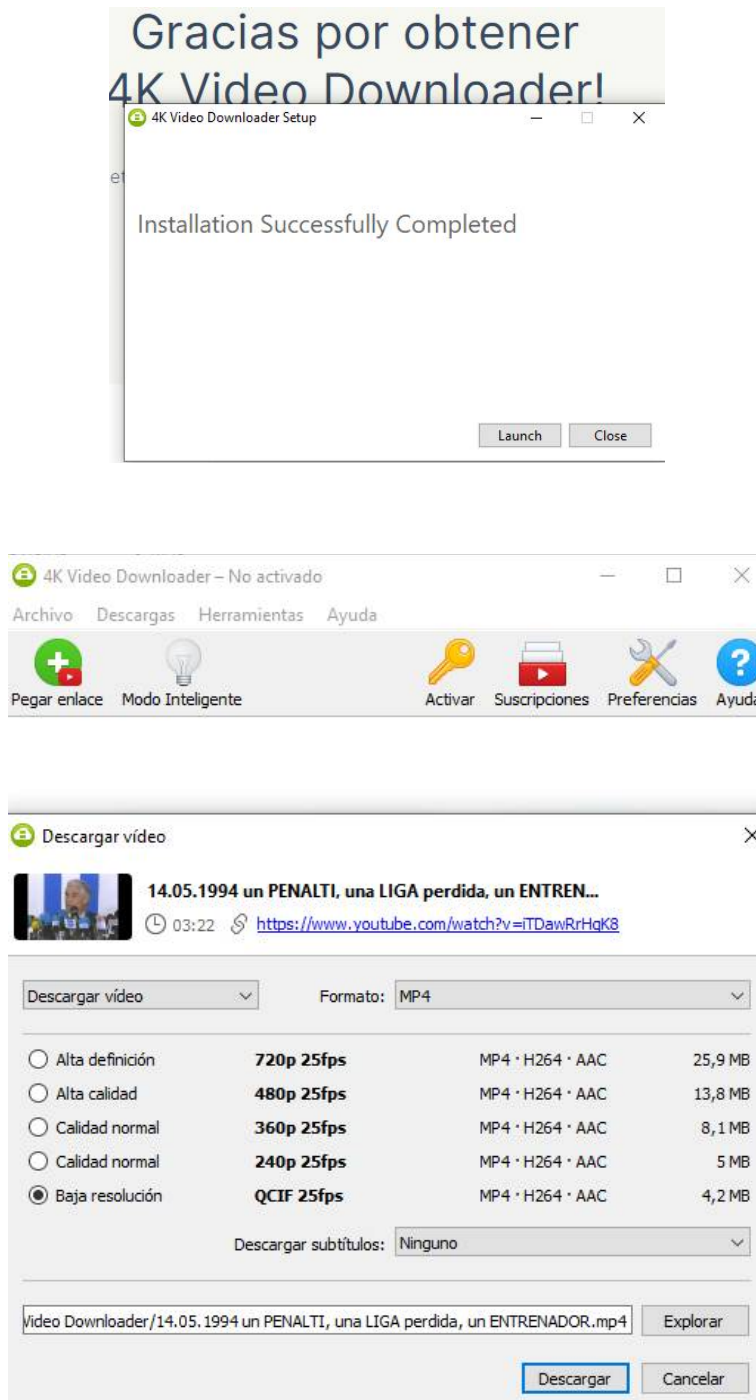 Gracias por obtener
4K Video Downloader!
4K Video Downloader Setup
Installation Successfully Completed
Launch Close
4K Video Downloader – No activado
Archivo Descargas Herramientas Ayuda
Pegar enlace Modo Inteligente Activar Suscripciones Preferencias Ayuda
Descargar vídeo
14.05.1994 un PENALTI, una LIGA perdida, un ENTREN...
03:22 https://www.youtube.com/watch?v=iTDawRrHqK8
Descargar vídeo Formato: MP4
Alta definición 720p 25fps MP4 · H264 · AAC 25,9 MB
Alta calidad 480p 25fps MP4 · H264 · AAC 13,8 MB
Calidad normal 360p 25fps MP4 · H264 · AAC 8,1 MB
Calidad normal 240p 25fps MP4 · H264 · AAC 5 MB
Baja resolución QCIF 25fps MP4 · H264 · AAC 4,2 MB
Descargar subtítulos: Ninguno
Video Downloader/14.05.1994 un PENALTI, una LIGA perdida, un ENTRENADOR.mp4 Explorar
Descargar Cancelar